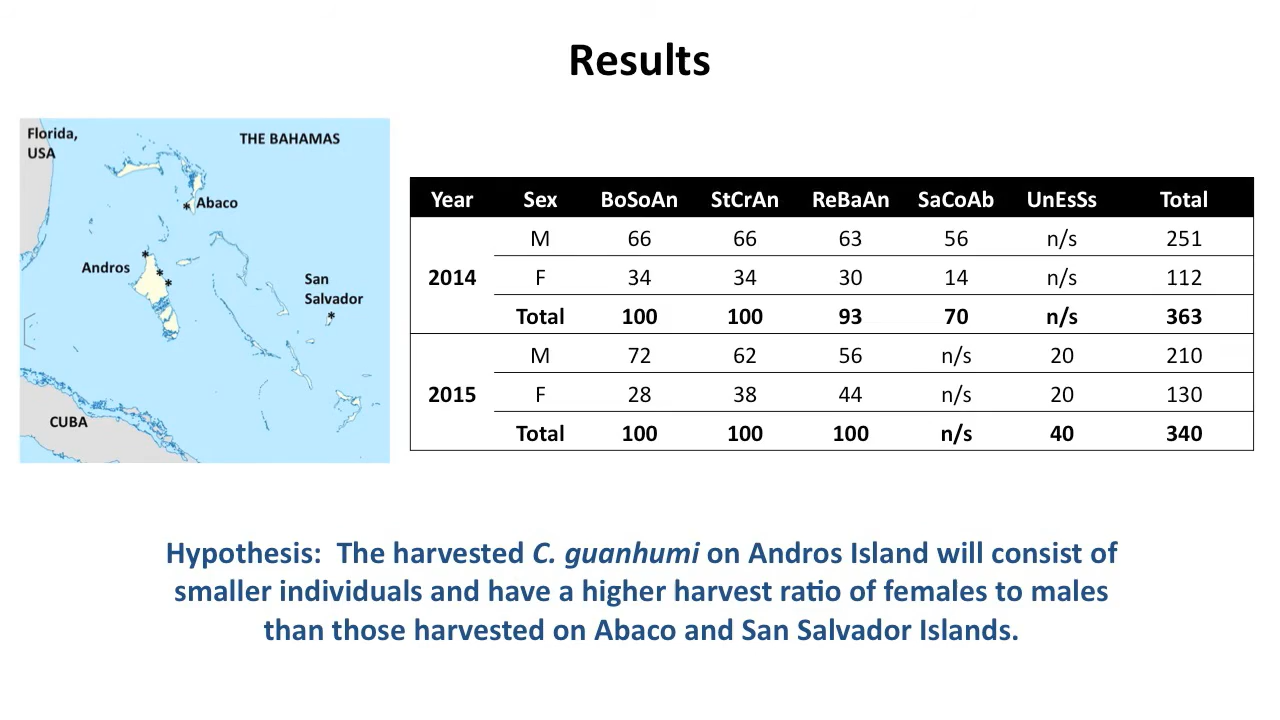 Results
Florida,
USA
THE BAHAMAS
* Abaco
Andros
*
*
*
San
Salvador
*
CUBA
Year Sex BoSoAn StCrAn ReBaAn SaCoAb UnEsSs Total
M 66 66 63 56 n/s 251
2014 F 34 34 30 14 n/s 112
Total 100 100 93 70 n/s 363
M 72 62 56 n/s 20 210
2015 F 28 38 44 n/s 20 130
Total 100 100 100 n/s 40 340
Hypothesis: The harvested C. guanhumi on Andros Island will consist of
smaller individuals and have a higher harvest ratio of females to males
than those harvested on Abaco and San Salvador Islands.